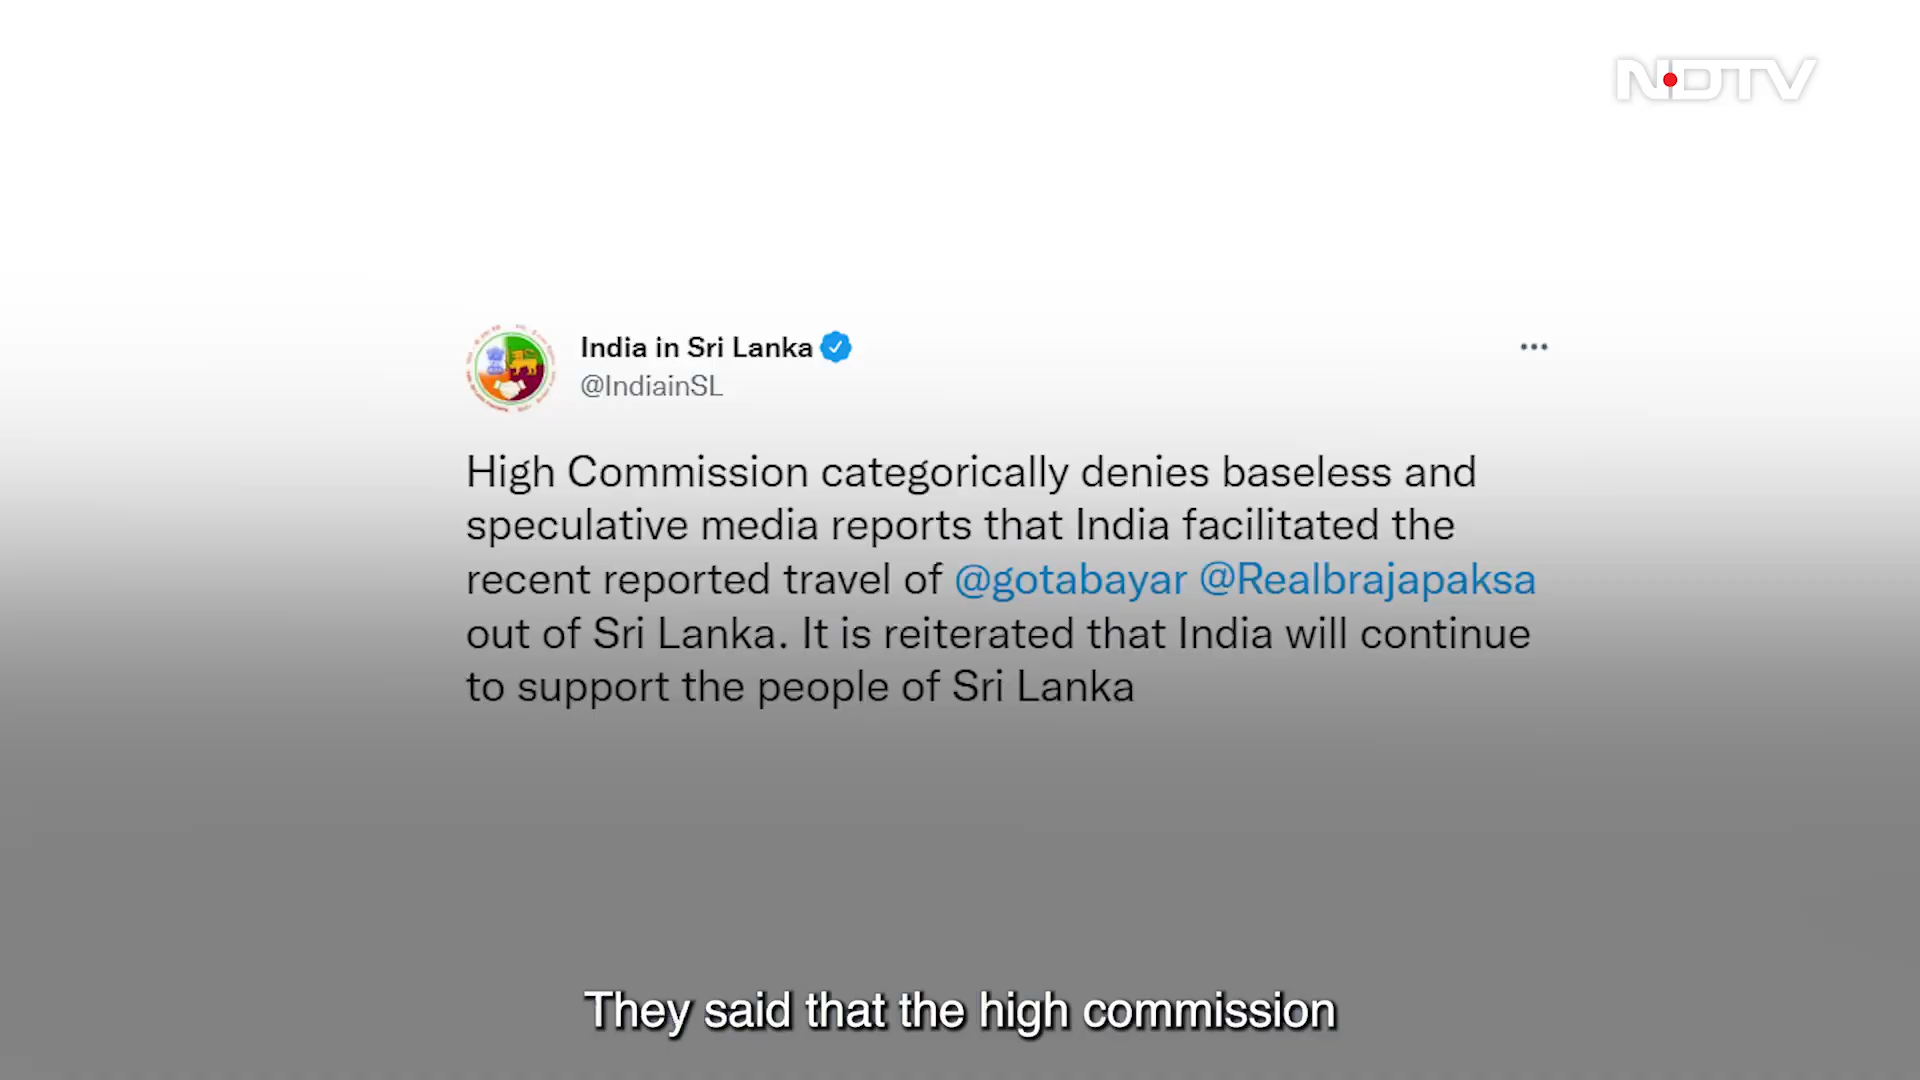 NDTV
India in Sri Lanka
@IndiainSL
High Commission categorically denies baseless and
speculative media reports that India facilitated the
recent reported travel of @gotabayar @Realbrajapaksa
out of Sri Lanka. It is reiterated that India will continue
to support the people of Sri Lanka
They said that the high commission